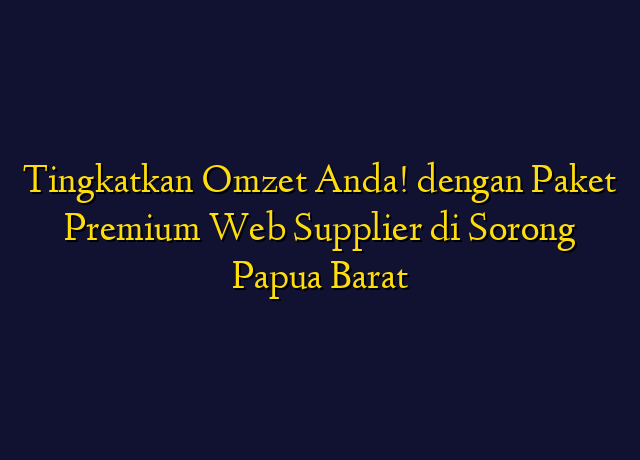 Tingkatkan Omzet Anda! dengan Paket
Premium Web Supplier di Sorong
Papua Barat